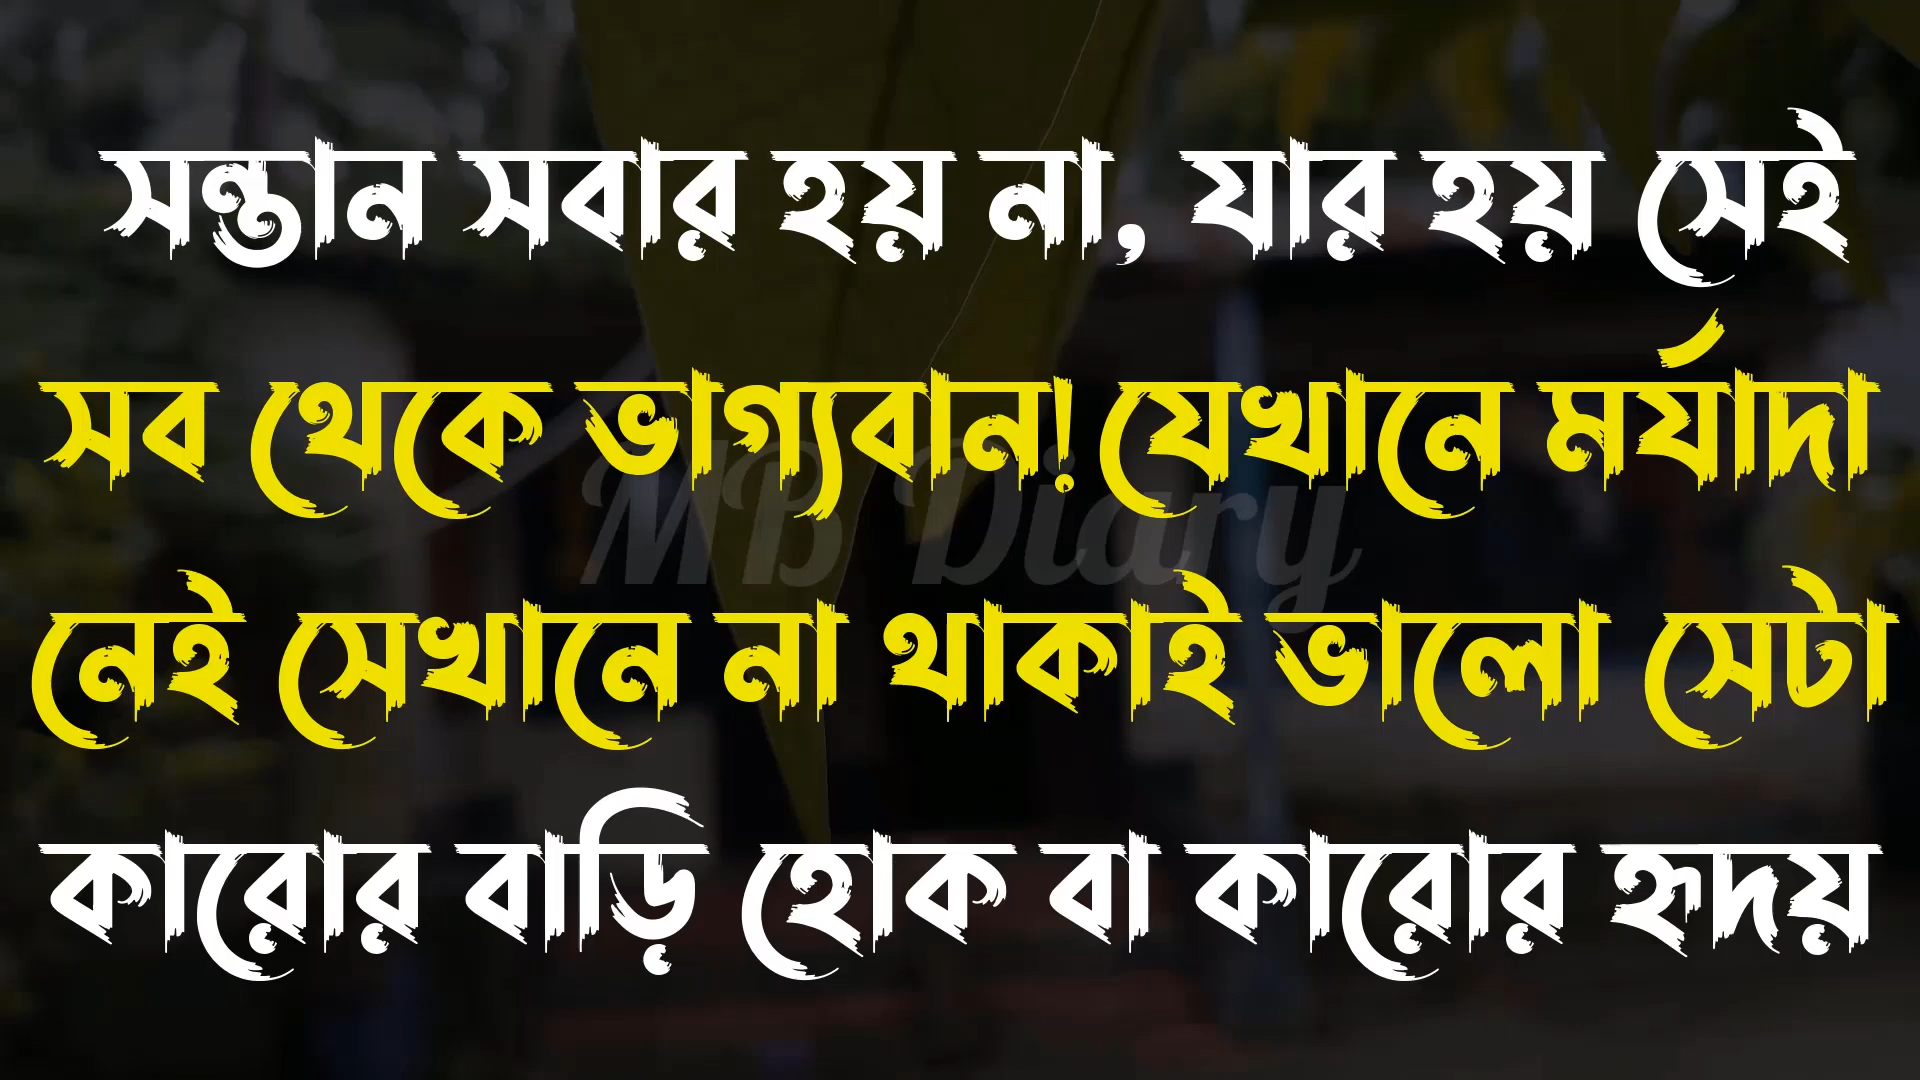 সন্তান সবার হয় না, যার হয় সেই
সব থেকে ভাগ্যবান! যেখানে মর্যাদা
MB Diary
নেই সেখানে না থাকাই ভালো সেটা
কারোর বাড়ি হোক বা কারোর হৃদয়